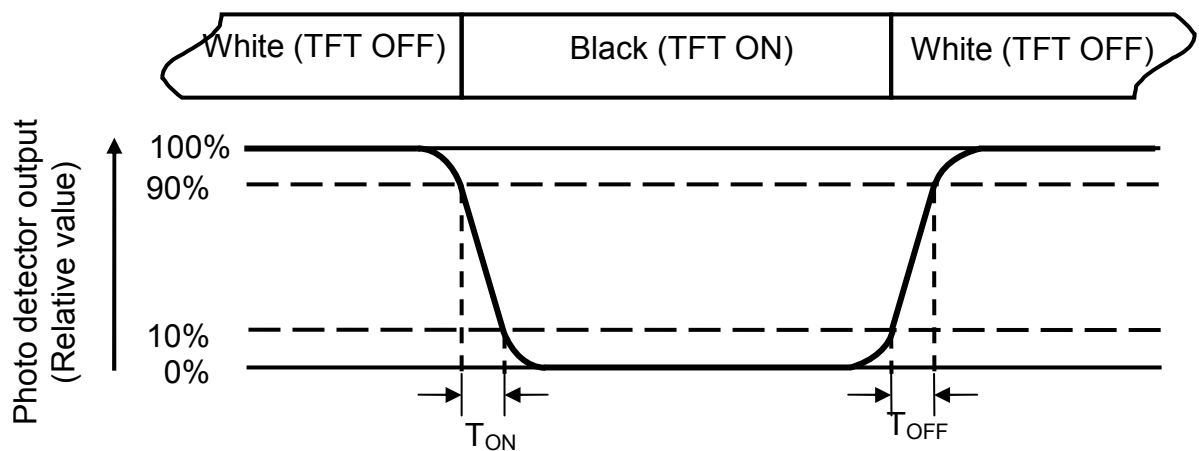 White (TFT OFF) Black (TFT ON) White (TFT OFF)
Photo detector output
(Relative value)
100%
90%
10%
0%
TON
TOFF